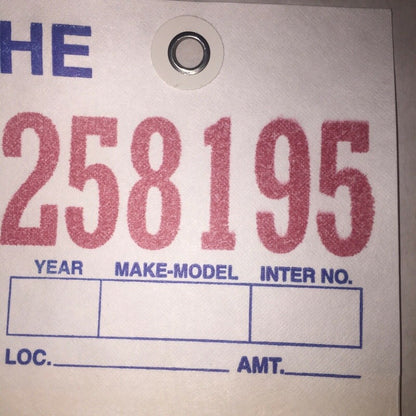 HE
258195
YEAR MAKE-MODEL INTER NO.
LOC. AMT.